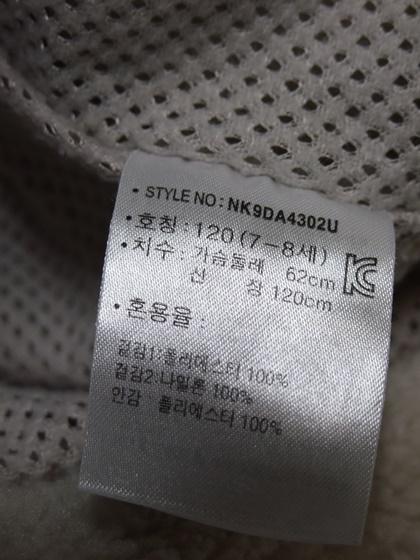 • STYLE NO : NK9DA4302U
• 호칭 : 120 (7-8세)
• 치수 : 가슴둘레 62cm
신 장 120cm
• 혼용율 :
겉감1:폴리에스터 100%
겉감2:나일론 100%
안감 폴리에스터 100%